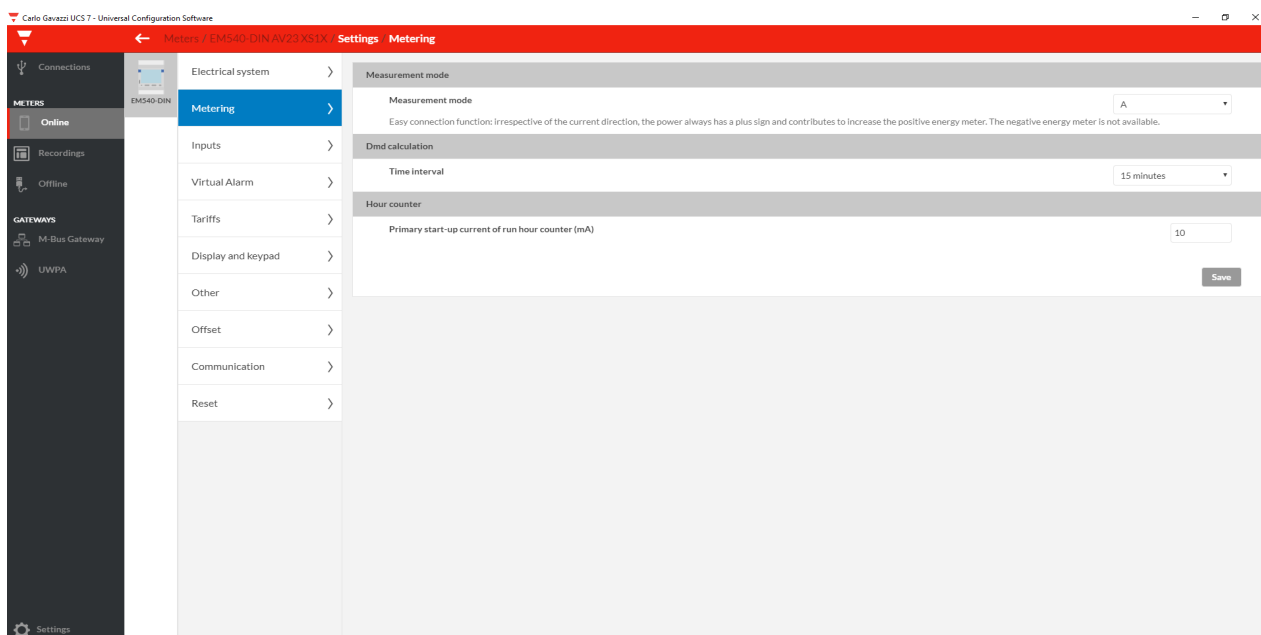 Carlo Gavazzi UCS 7 - Universal Configuration Software
Meters / EM540-DIN AV23 XS1X / Settings / Metering
Connections
METERS
Online
Recordings
Offline
GATEWAYS
M-Bus Gateway
UWPA
Settings
EM540-DIN
Electrical system
Metering
Inputs
Virtual Alarm
Tariffs
Display and keypad
Other
Offset
Communication
Reset
Measurement mode
Measurement mode
A
Easy connection function: irrespective of the current direction, the power always has a plus sign and contributes to increase the positive energy meter. The negative energy meter is not available.
Dmd calculation
Time interval
15 minutes
Hour counter
Primary start-up current of run hour counter (mA)
10
Save